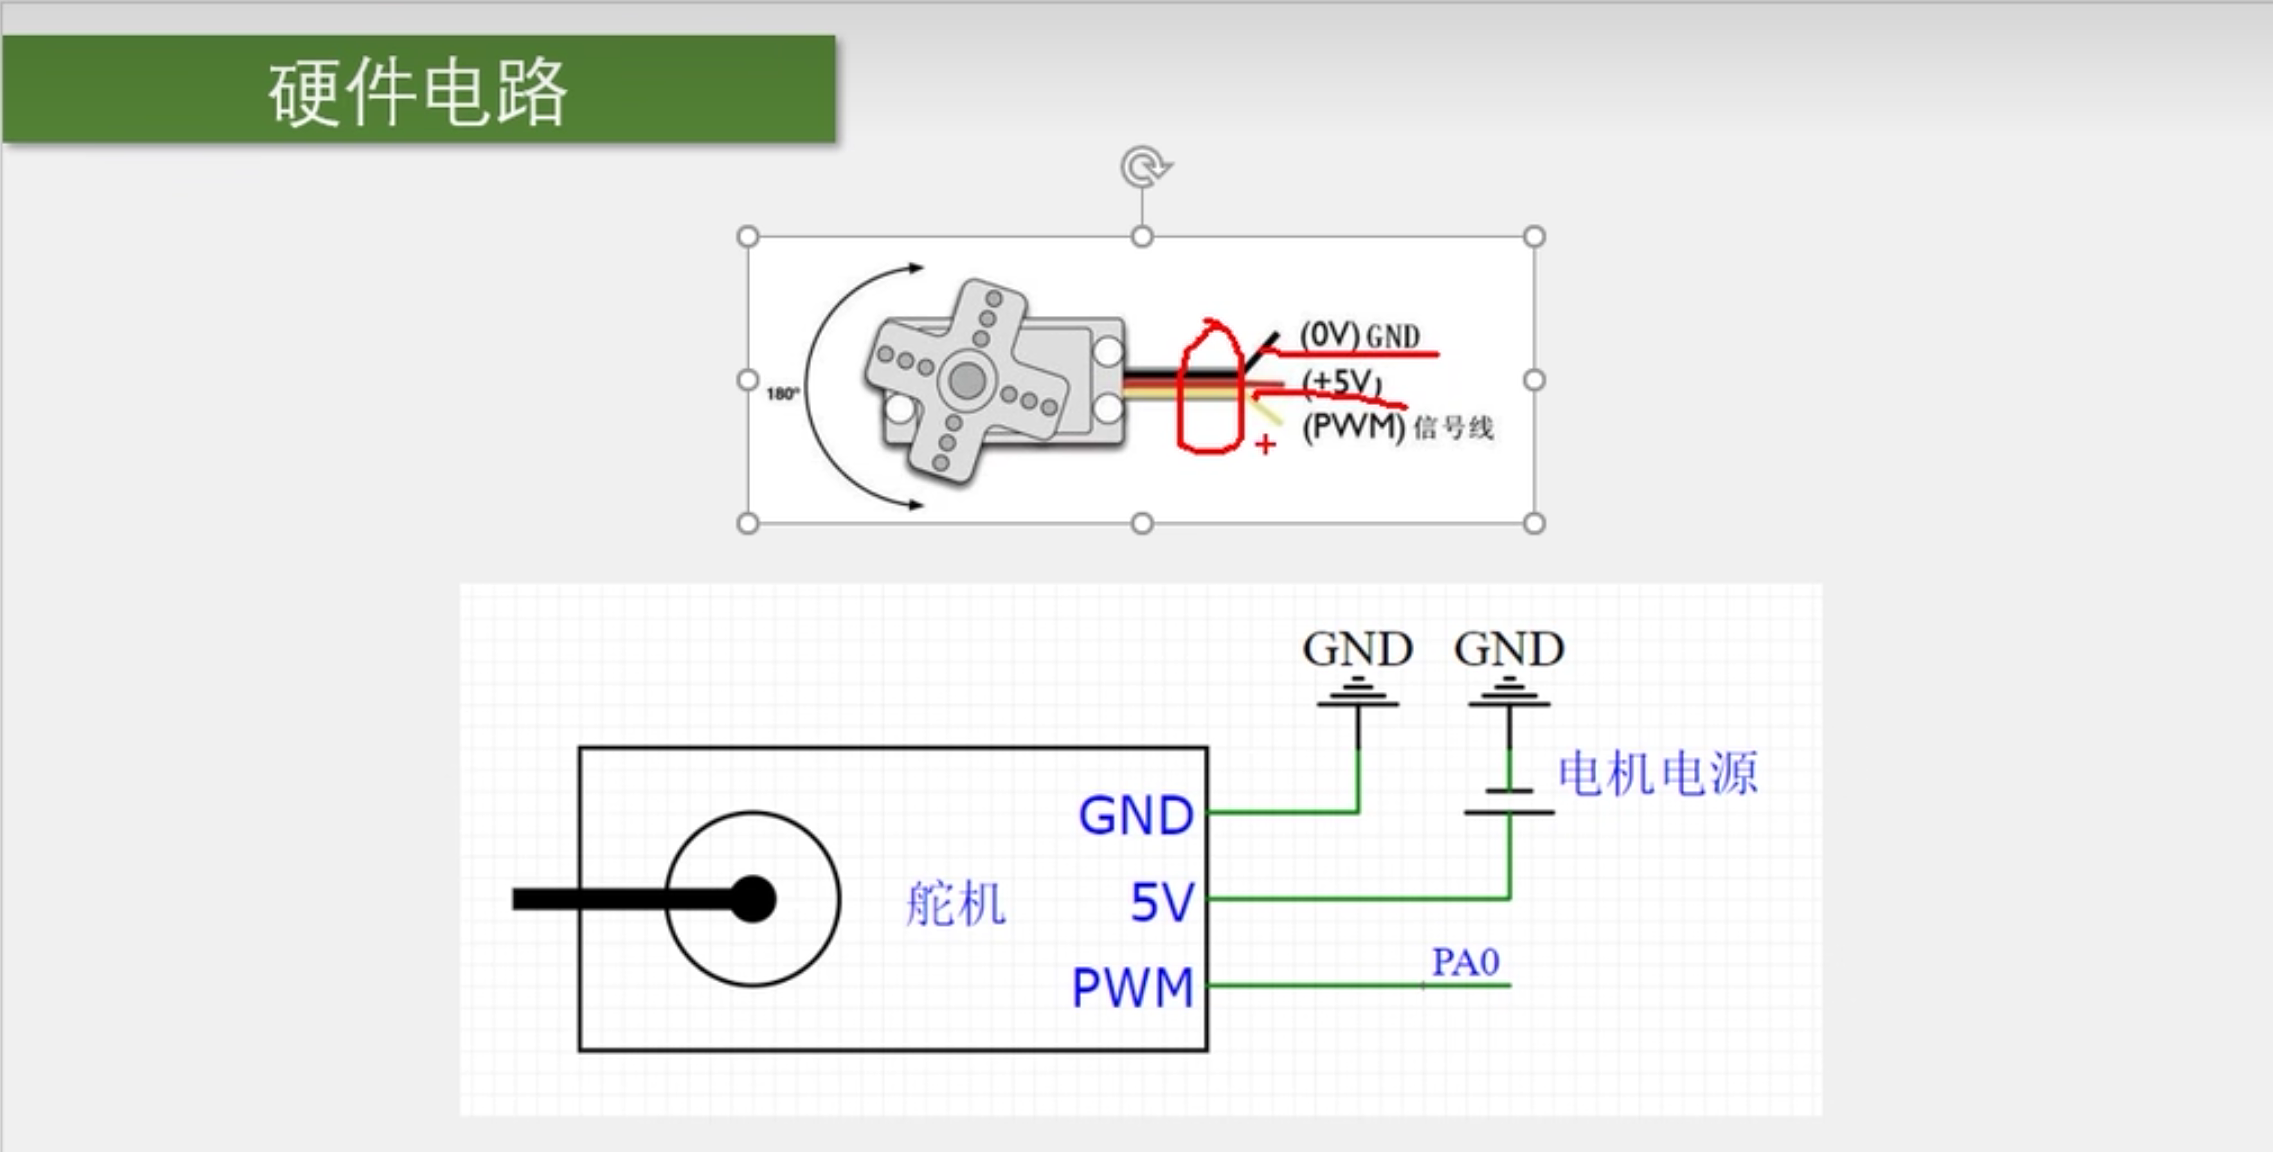 硬件电路
180°
(0V) GND
(+5V)
(PWM) 信号线
GND GND
电机电源
GND
舵机
5V
PA0
PWM